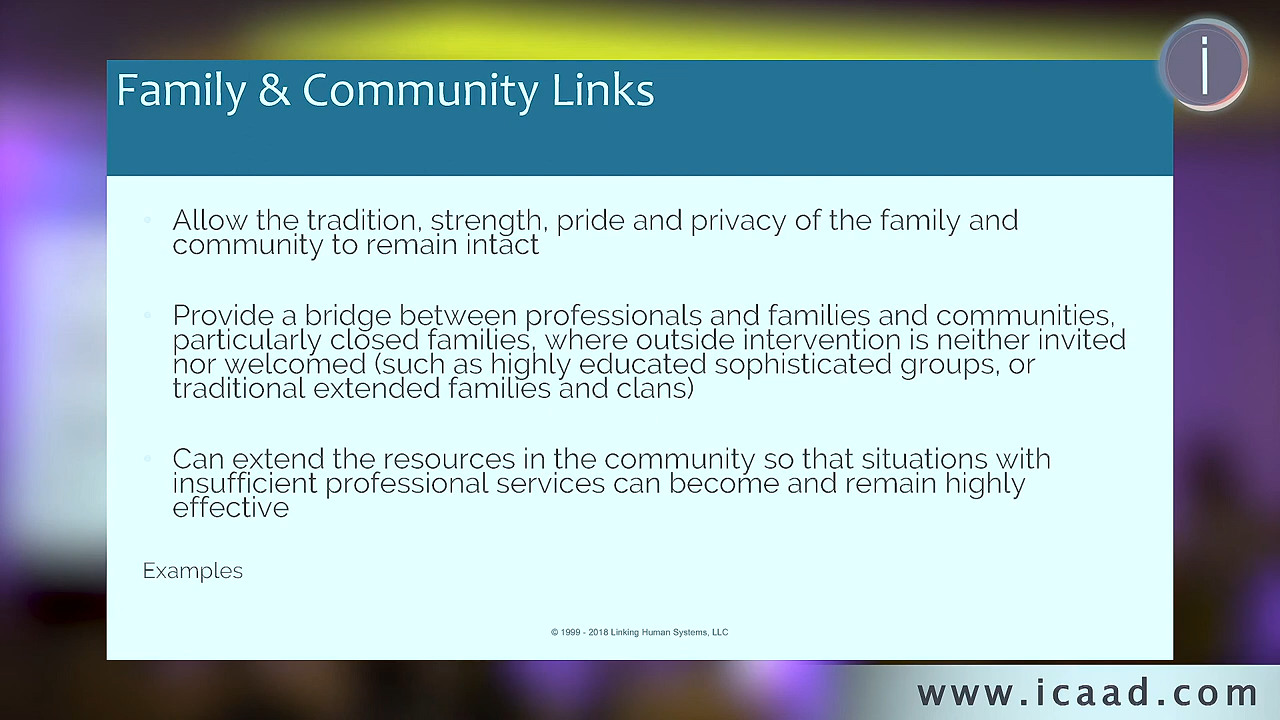 i
Family & Community Links
Allow the tradition, strength, pride and privacy of the family and
community to remain intact
Provide a bridge between professionals and families and communities,
particularly closed families, where outside intervention is neither invited
nor welcomed (such as highly educated sophisticated groups, or
traditional extended families and clans)
Can extend the resources in the community so that situations with
insufficient professional services can become and remain highly
effective
Examples
© 1999 - 2018 Linking Human Systems, LLC
www.icaad.com